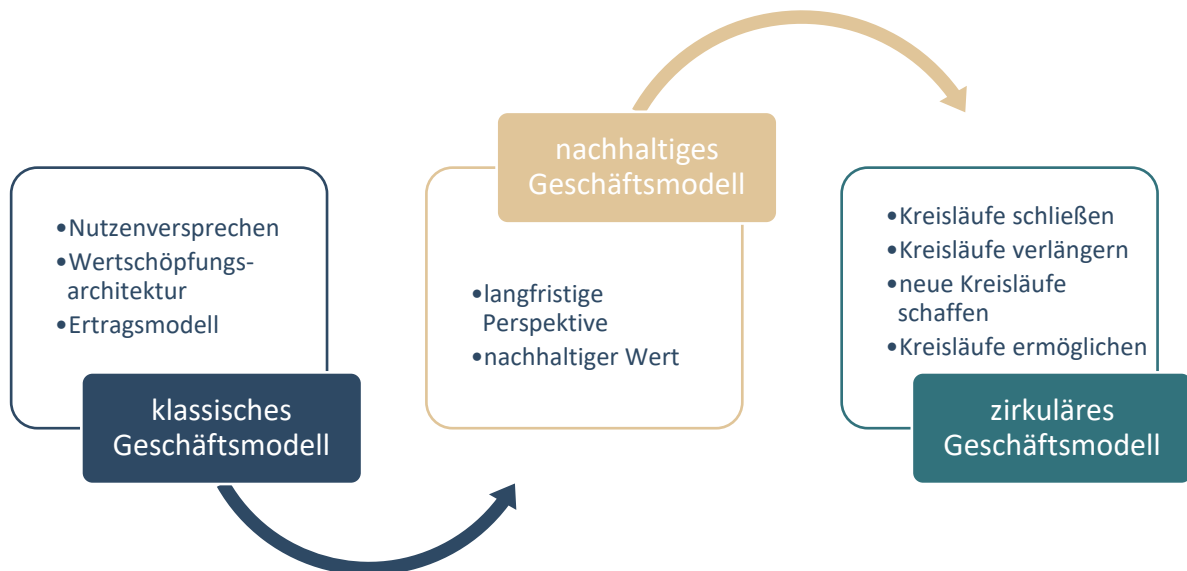 •Nutzenversprechen
•Wertschöpfungs-
architektur
•Ertragsmodell
klassisches
Geschäftsmodell
nachhaltiges
Geschäftsmodell
•langfristige
Perspektive
•nachhaltiger Wert
•Kreisläufe schließen
•Kreisläufe verlängern
•neue Kreisläufe
schaffen
•Kreisläufe ermöglichen
zirkuläres
Geschäftsmodell